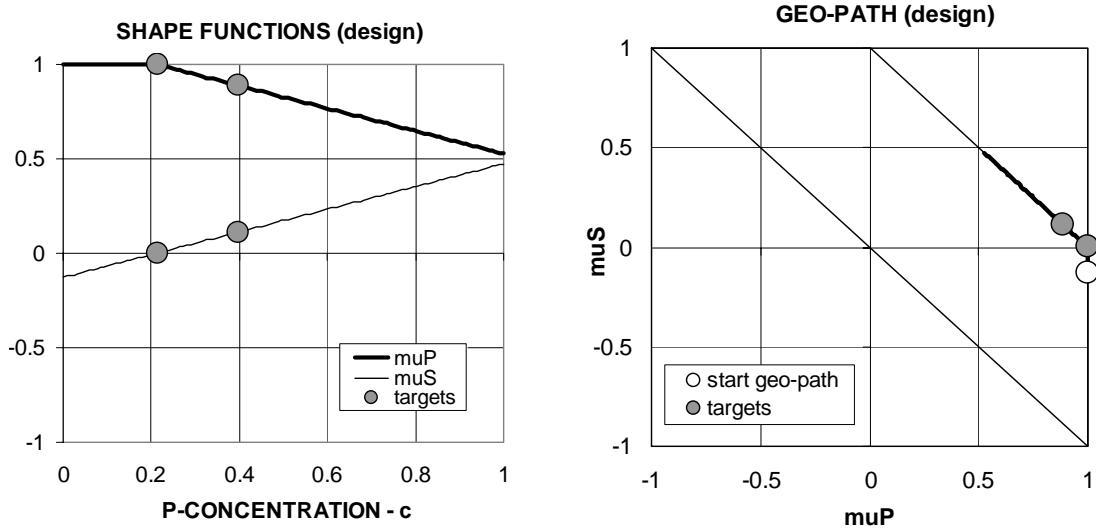 SHAPE FUNCTIONS (design)
1
0.5
0
-0.5
-1
muP
muS
targets
0 0.2 0.4 0.6 0.8 1
P-CONCENTRATION - c
GEO-PATH (design)
muS
1
0.5
0
-0.5
-1
start geo-path
targets
-1 -0.5 0 0.5 1
muP